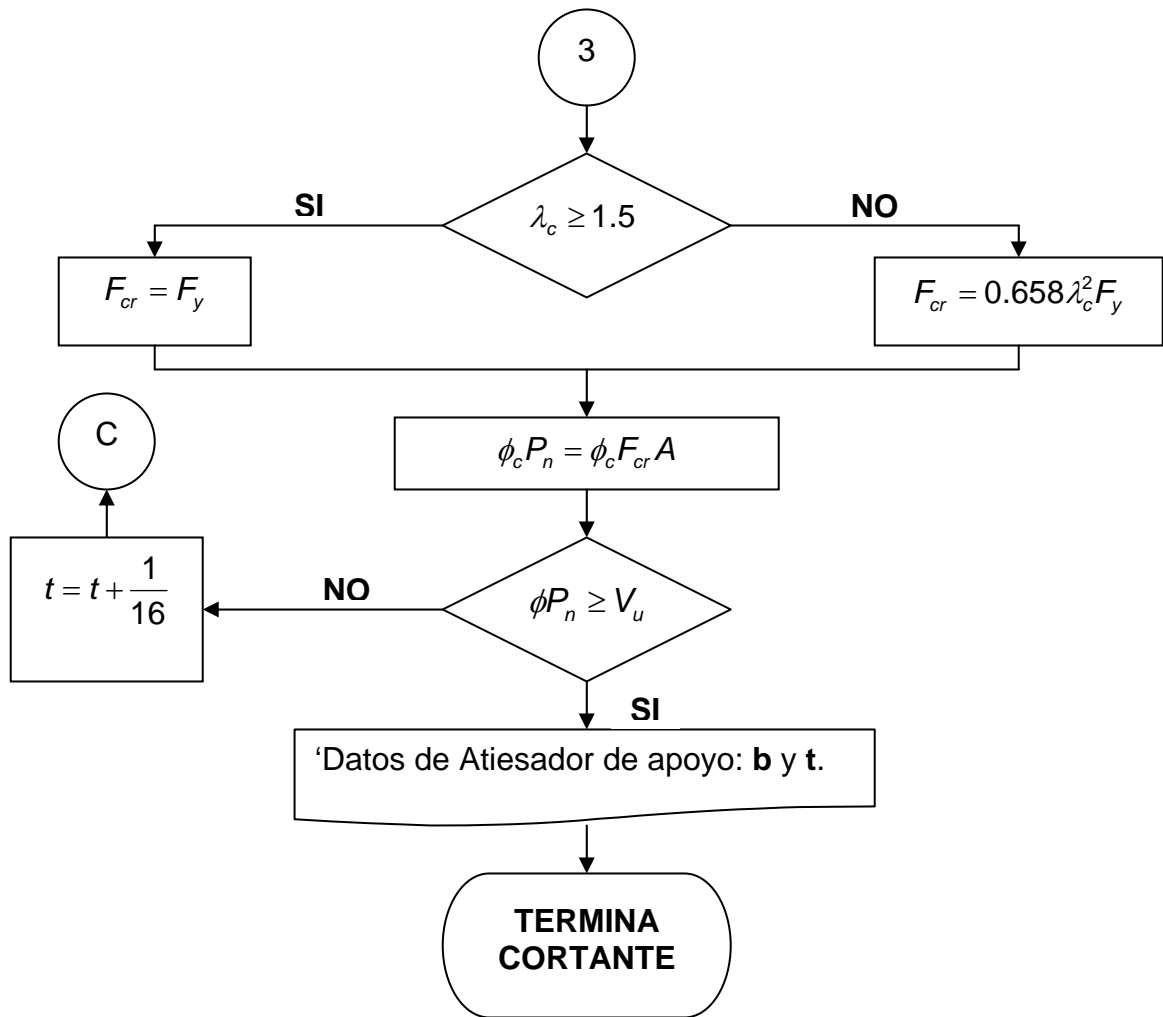 3
λc ≥ 1.5
SI
NO
Fcr = Fy
Fcr = 0.658λc²Fy
C
ϕcPn = ϕcFcr A
t = t + 1/16
NO
ϕPn ≥ Vu
SI
‘Datos de Atiesador de apoyo: b y t.
TERMINA
CORTANTE